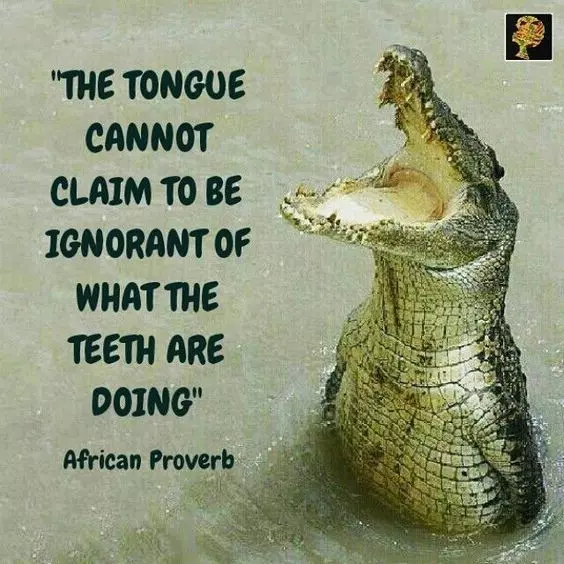 "THE TONGUE
CANNOT
CLAIM TO BE
IGNORANT OF
WHAT THE
TEETH ARE
DOING"
African Proverb